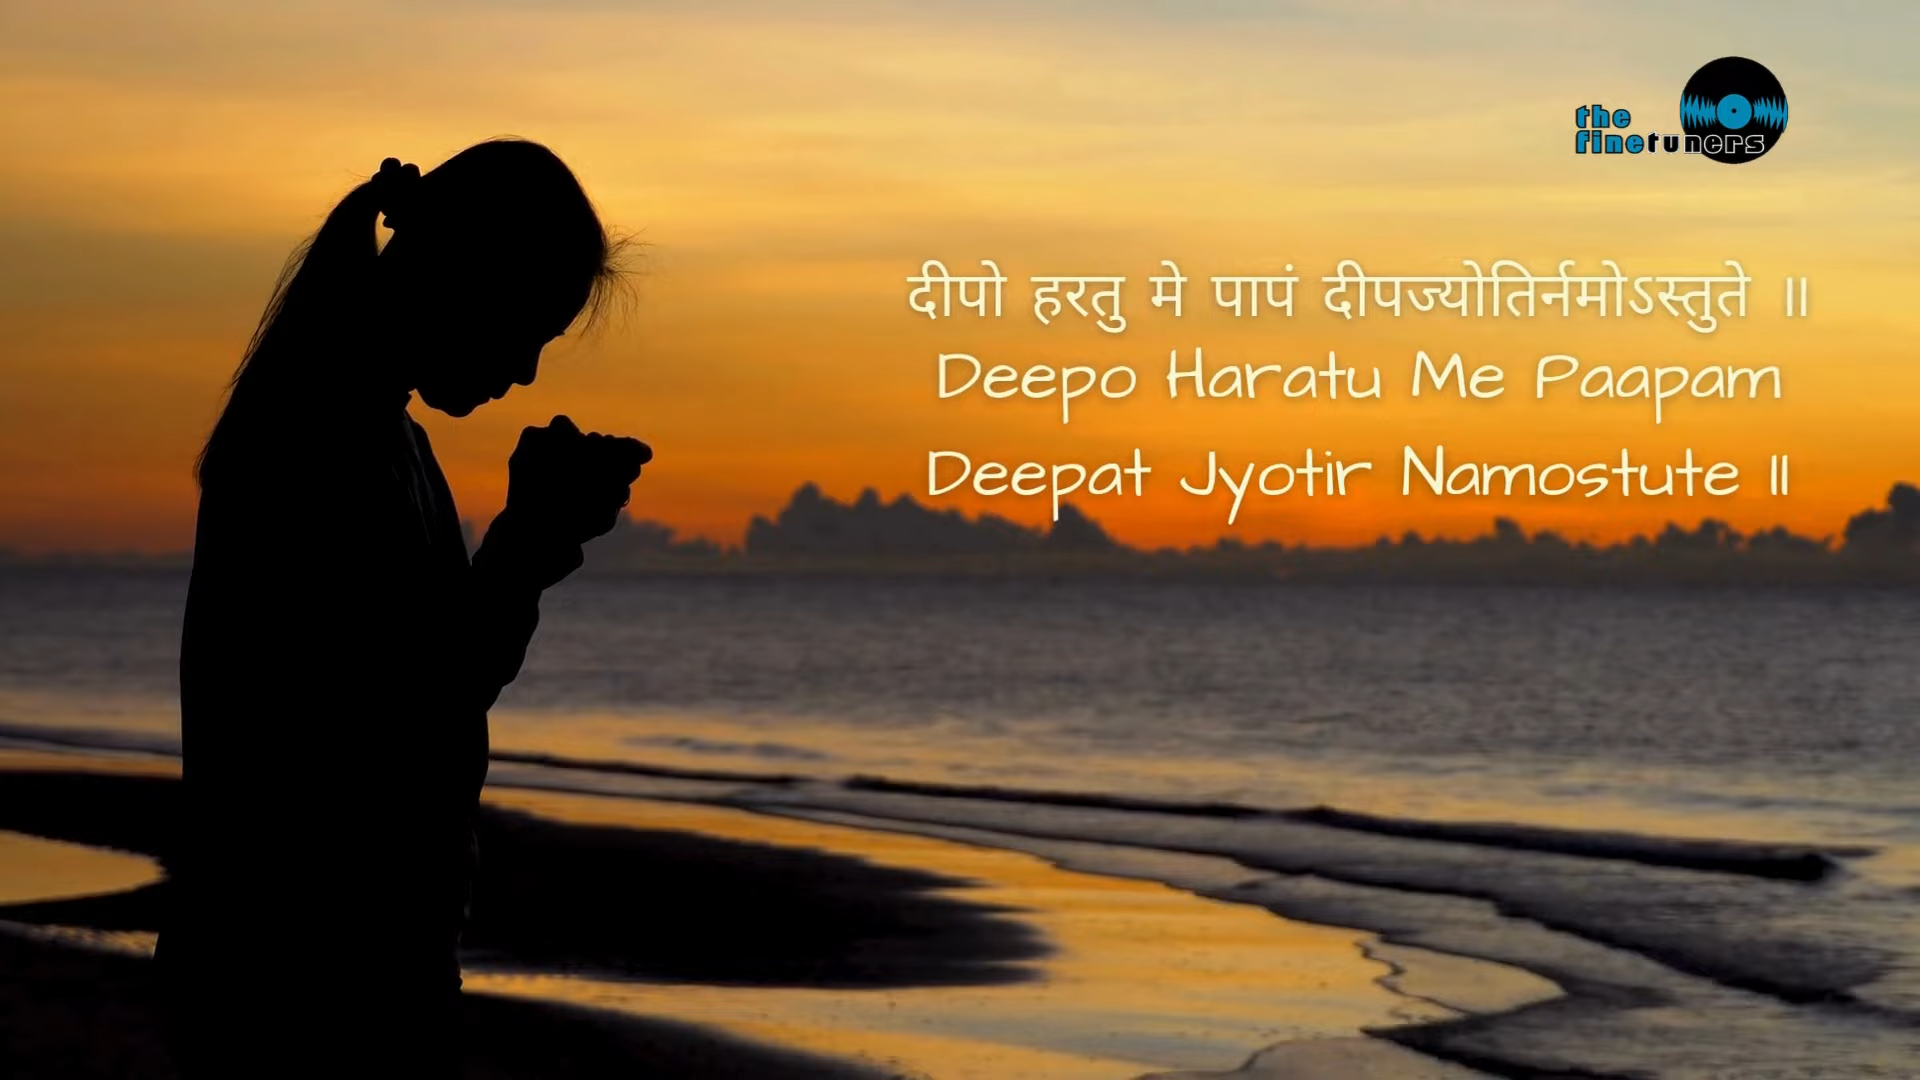 the
finetuners
दीपो हरतु मे पापं दीपज्योतिर्नमोऽस्तुते ॥
Deepo Haratu Me Paapam
Deepat Jyotir Namostute ॥